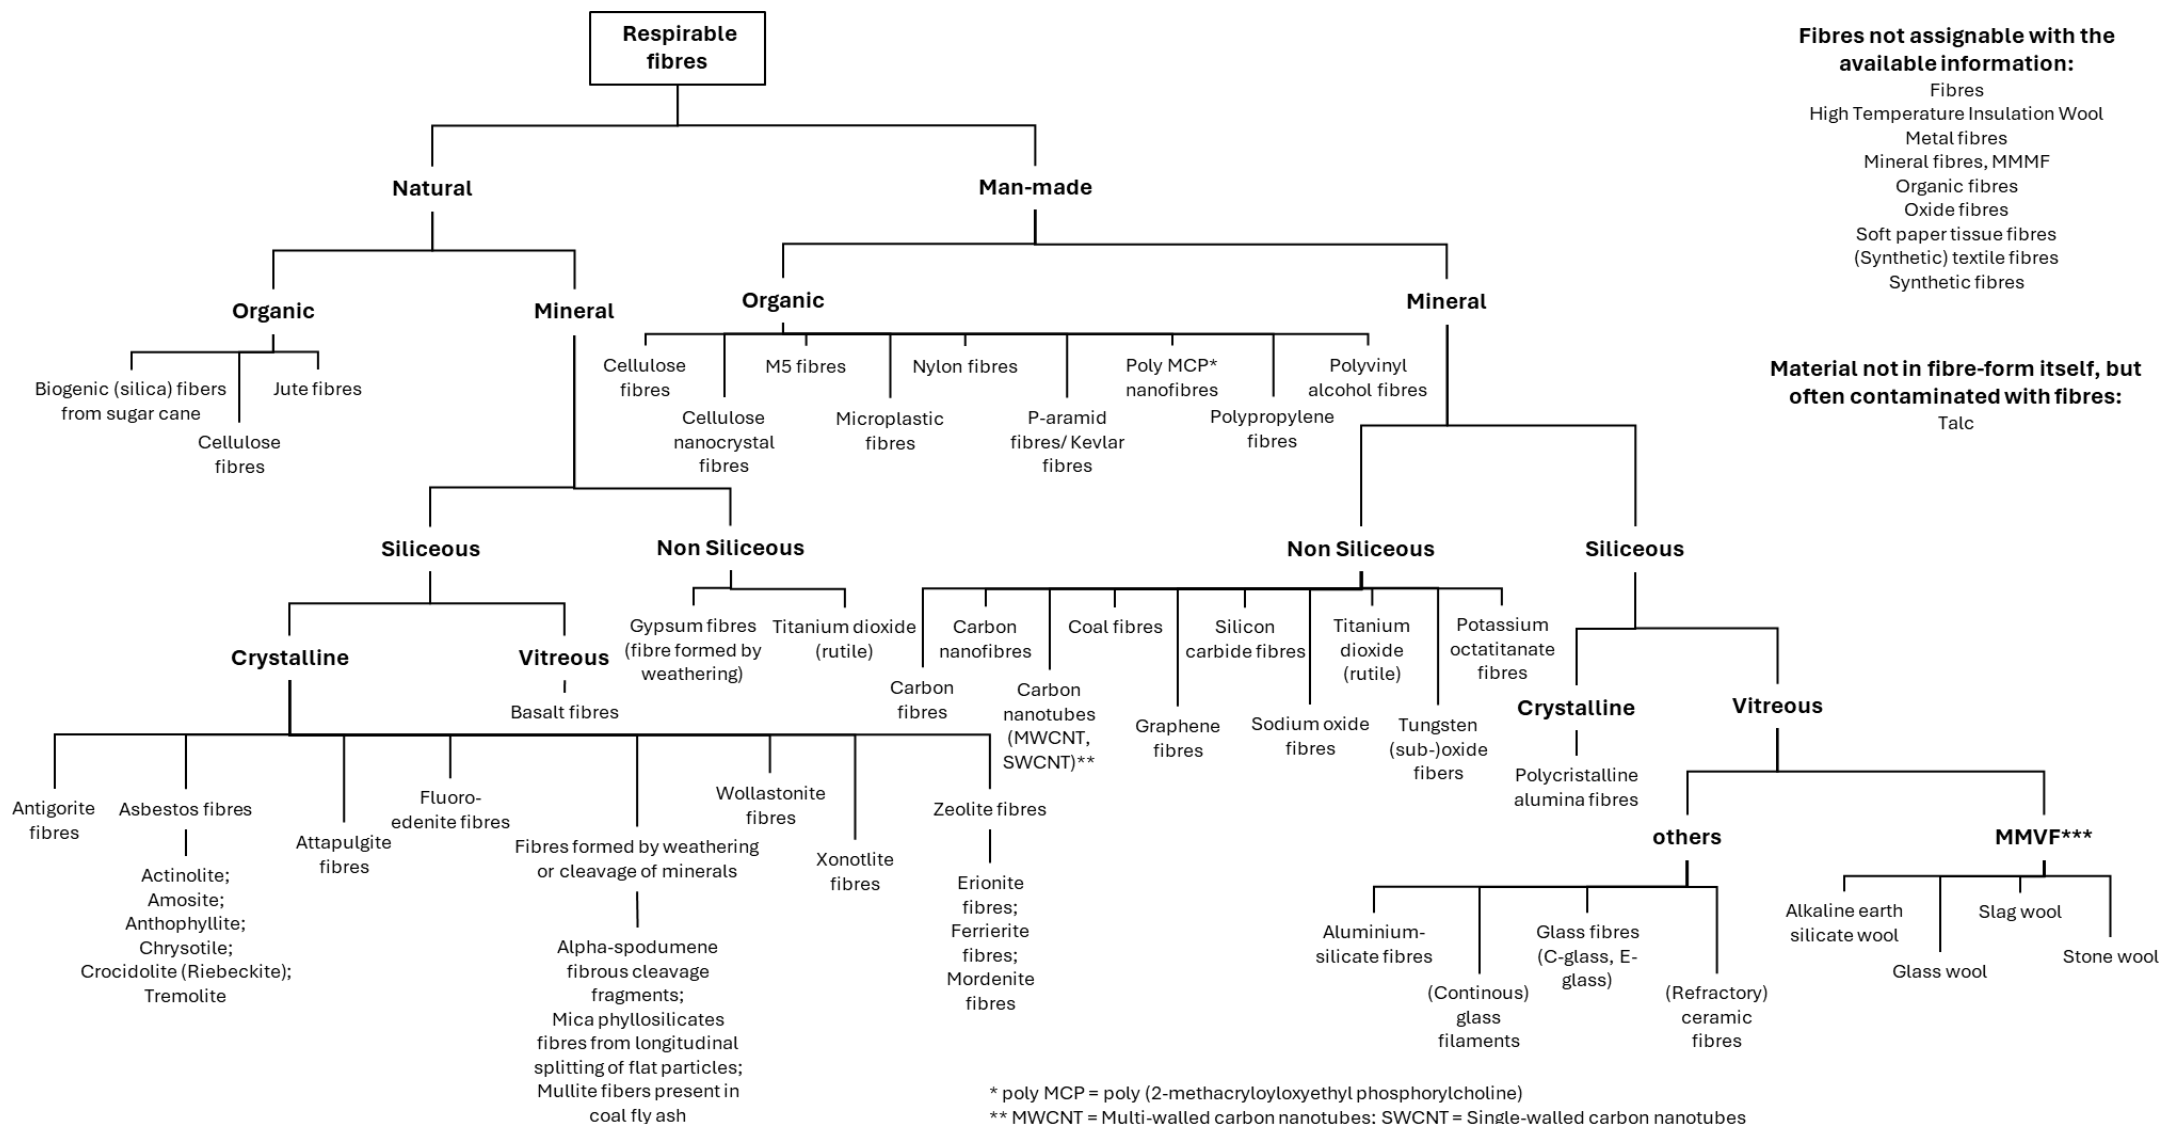 Respirable
fibres
Fibres not assignable with the
available information:
Fibres
High Temperature Insulation Wool
Metal fibres
Mineral fibres, MMMF
Organic fibres
Oxide fibres
Soft paper tissue fibres
(Synthetic) textile fibres
Synthetic fibres
Material not in fibre-form itself, but
often contaminated with fibres:
Talc
Natural
Man-made
Organic
Mineral
Biogenic (silica) fibers
from sugar cane
Cellulose
fibres
Jute fibres
Organic
Mineral
Cellulose
fibres
Cellulose
nanocrystal
fibres
M5 fibres
Microplastic
fibres
Nylon fibres
P-aramid
fibres/ Kevlar
fibres
Poly MCP*
nanofibres
Polypropylene
fibres
Polyvinyl
alcohol fibres
Siliceous
Non Siliceous
Gypsum fibres
(fibre formed by
weathering)
Titanium dioxide
(rutile)
Crystalline
Vitreous
Basalt fibres
Antigorite
fibres
Asbestos fibres
Actinolite;
Amosite;
Anthophyllite;
Chrysotile;
Crocidolite (Riebeckite);
Tremolite
Attapulgite
fibres
Fluoro-
edenite fibres
Fibres formed by weathering
or cleavage of minerals
Alpha-spodumene
fibrous cleavage
fragments;
Mica phyllosilicates
fibres from longitudinal
splitting of flat particles;
Mullite fibers present in
coal fly ash
Wollastonite
fibres
Xonotlite
fibres
Zeolite fibres
Erionite
fibres;
Ferrierite
fibres;
Mordenite
fibres
Non Siliceous
Siliceous
Carbon
fibres
Carbon
nanofibres
Carbon
nanotubes
(MWCNT,
SWCNT)**
Coal fibres
Graphene
fibres
Silicon
carbide fibres
Sodium oxide
fibres
Titanium
dioxide
(rutile)
Tungsten
(sub-)oxide
fibers
Potassium
octatitanate
fibres
Crystalline
Vitreous
Polycristalline
alumina fibres
others
MMVF***
Aluminium-
silicate fibres
(Continous)
glass
filaments
Glass fibres
(C-glass, E-
glass)
(Refractory)
ceramic
fibres
Alkaline earth
silicate wool
Glass wool
Slag wool
Stone wool
* poly MCP = poly (2-methacryloyloxyethyl phosphorylcholine)
** MWCNT = Multi-walled carbon nanotubes; SWCNT = Single-walled carbon nanotubes